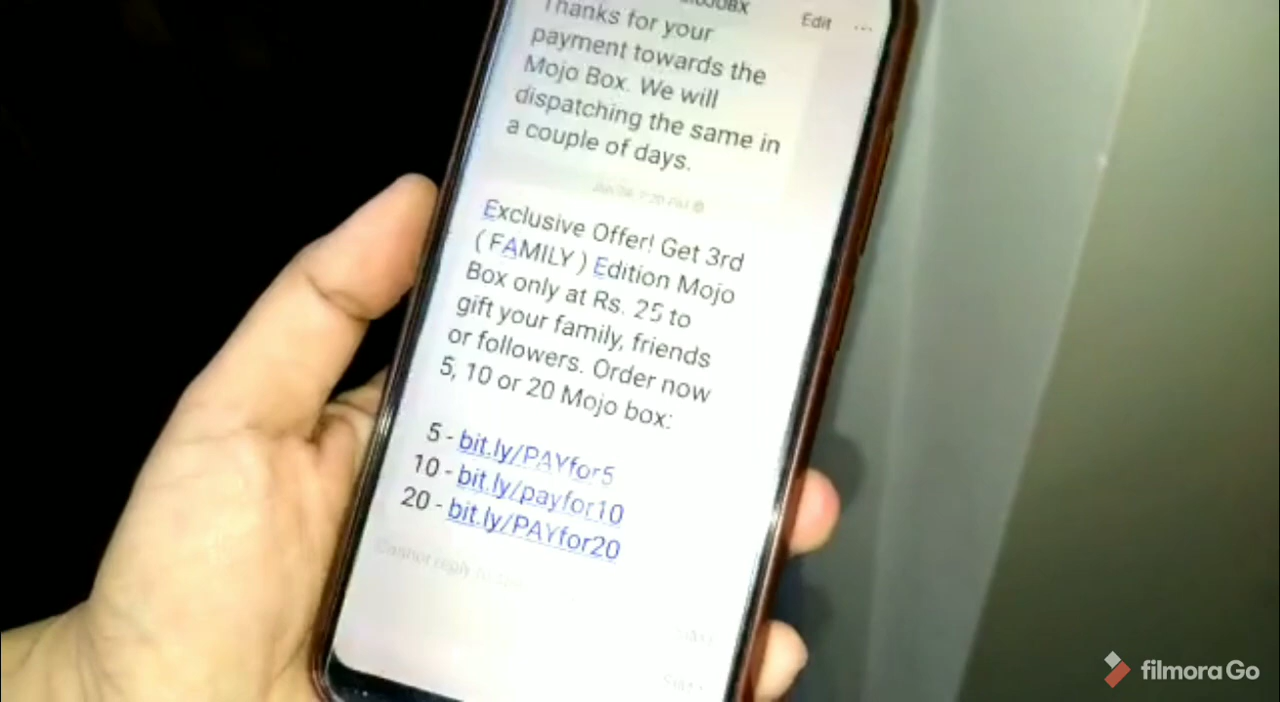 Edit ...
Thanks for your
payment towards the
Mojo Box. We will
dispatching the same in
a couple of days.
Exclusive Offer! Get 3rd
( FAMILY ) Edition Mojo
Box only at Rs. 25 to
gift your family, friends
or followers. Order now
5, 10 or 20 Mojo box:
5 - bit.ly/PAYfor5
10 - bit.ly/payfor10
20 - bit.ly/PAYfor20
Cannot reply to
filmoraGo